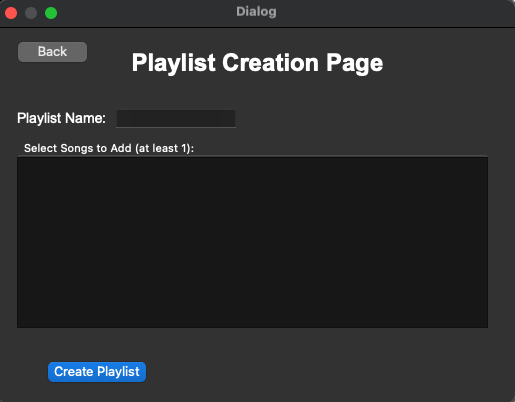 Dialog
Back
Playlist Creation Page
Playlist Name:
Select Songs to Add (at least 1):
Create Playlist